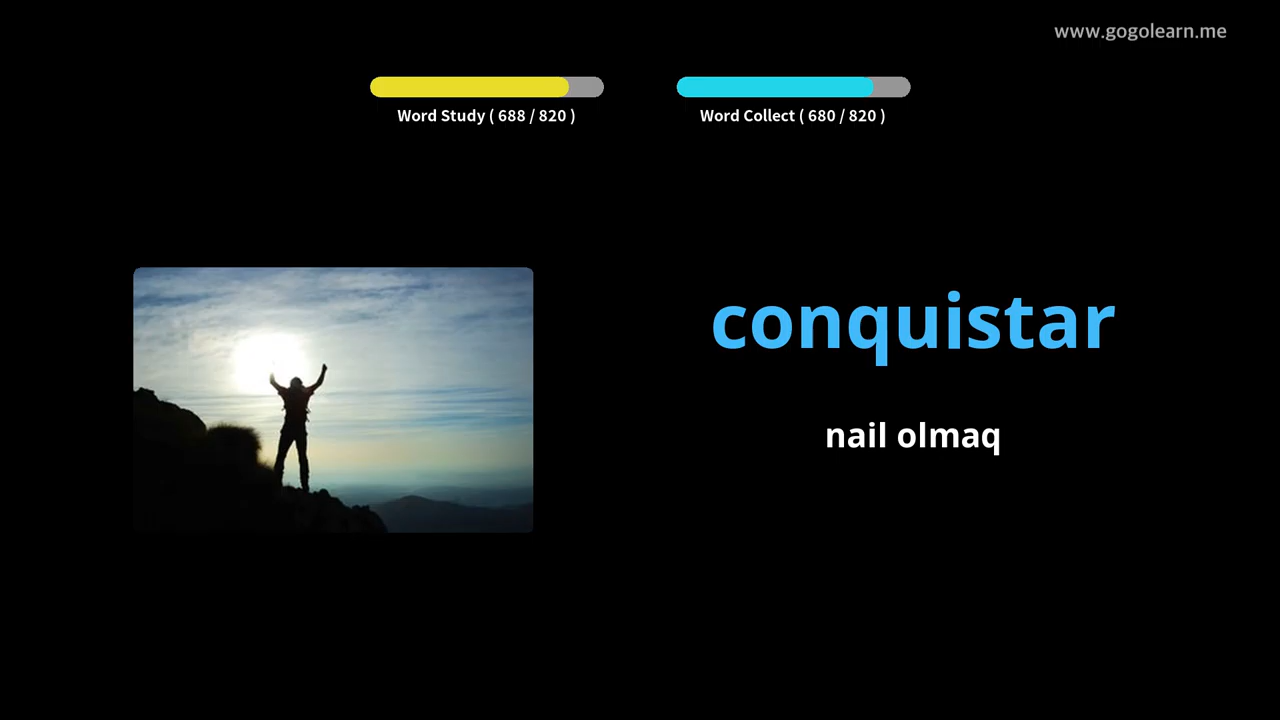 www.gogolearn.me
Word Study ( 688 / 820 )
Word Collect ( 680 / 820 )
conquistar
nail olmaq